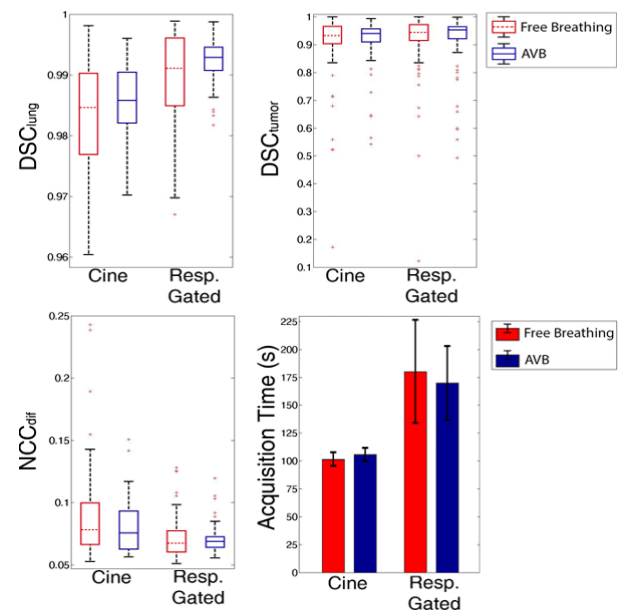 1
0.99
0.98
0.97
0.96
DSClung
Cine
Resp.
Gated
1
0.9
0.8
0.7
0.6
0.5
0.4
0.3
0.2
0.1
DSCtumor
Cine
Resp.
Gated
Free Breathing
AVB
0.25
0.2
0.15
0.1
0.05
NCCdif
Cine
Resp.
Gated
225
200
175
150
125
100
75
50
25
0
Acquisition Time (s)
Cine
Resp.
Gated
Free Breathing
AVB